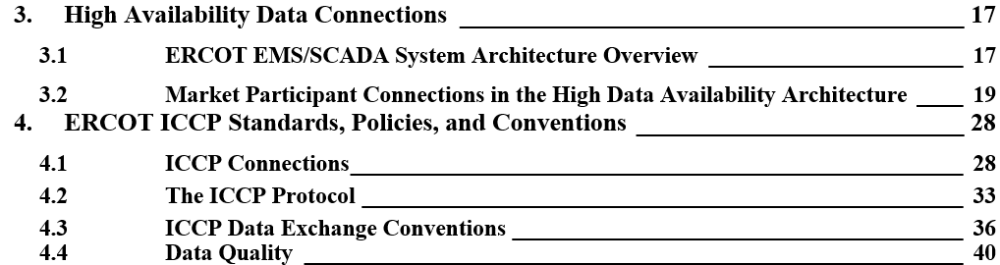 3. High Availability Data Connections 17
3.1 ERCOT EMS/SCADA System Architecture Overview 17
3.2 Market Participant Connections in the High Data Availability Architecture 19
4. ERCOT ICCP Standards, Policies, and Conventions 28
4.1 ICCP Connections 28
4.2 The ICCP Protocol 33
4.3 ICCP Data Exchange Conventions 36
4.4 Data Quality 40